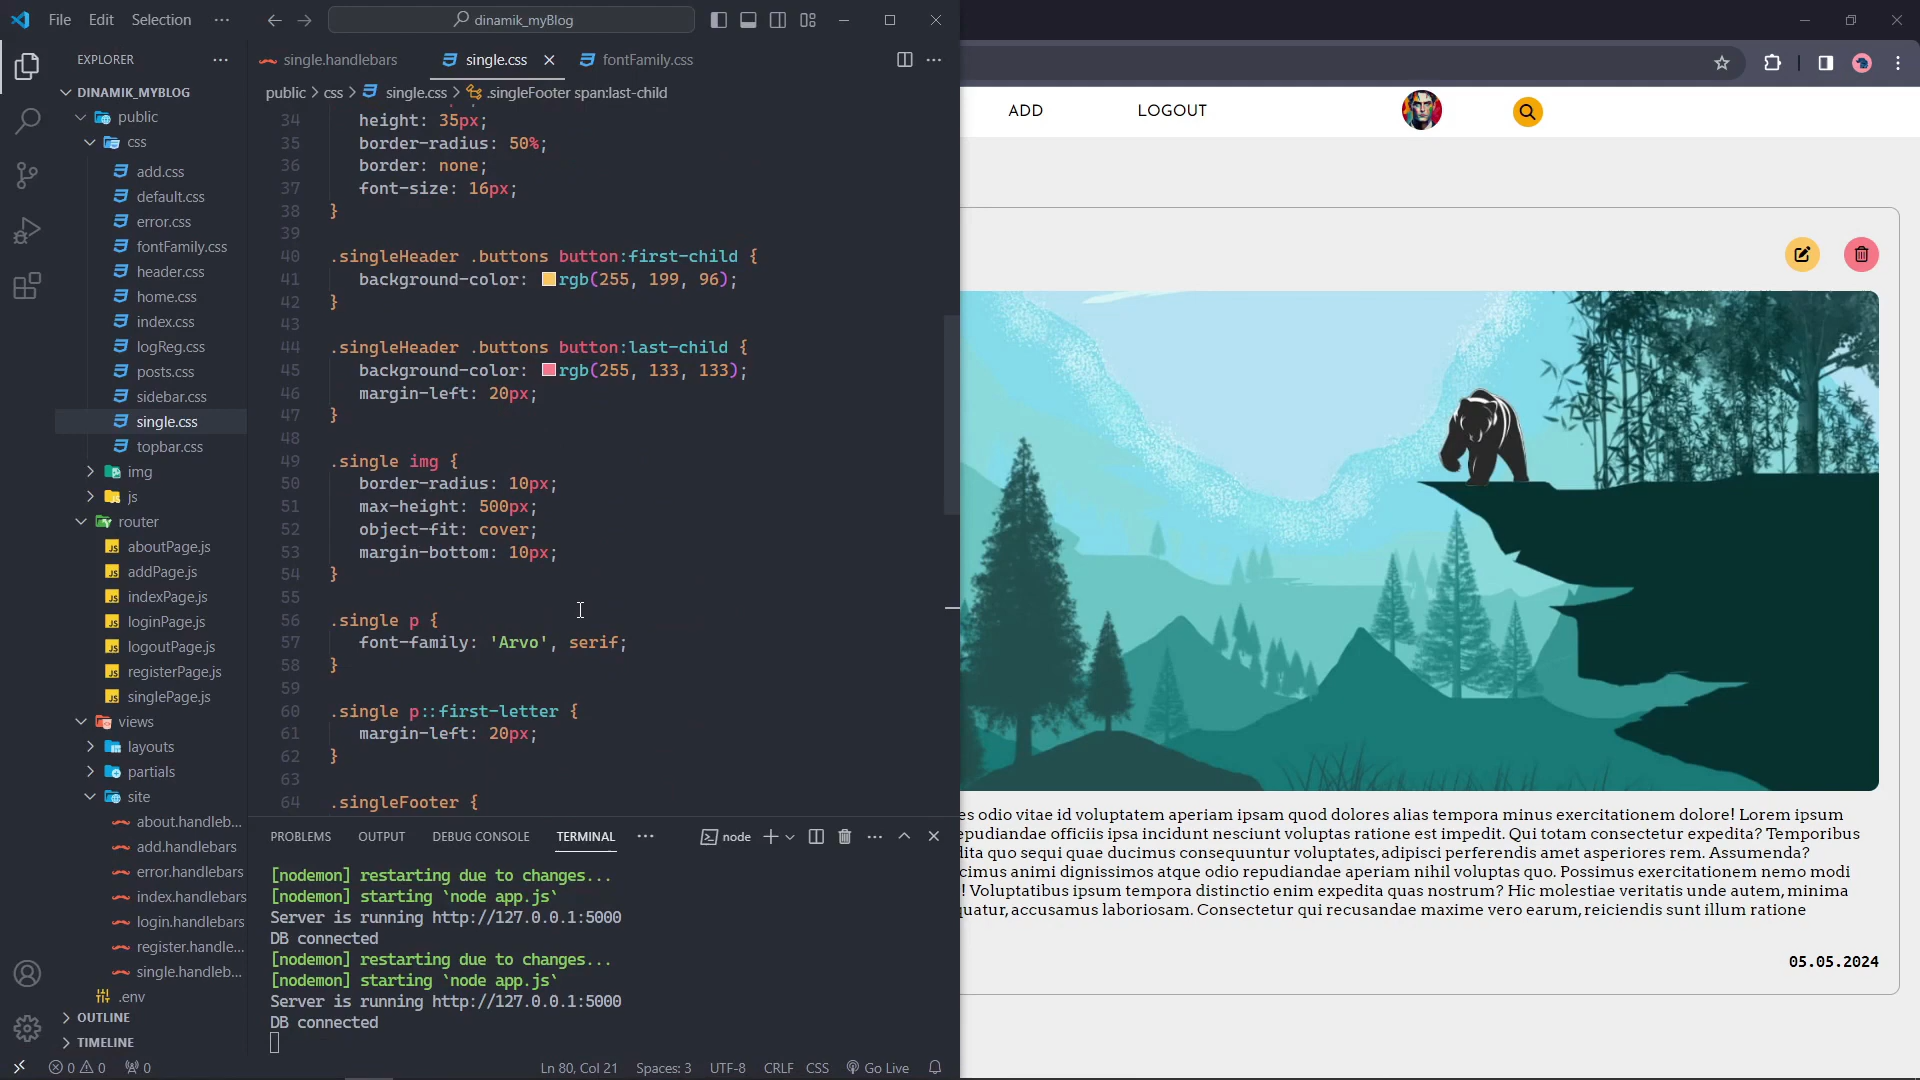 File Edit Selection ···
dinamik_myBlog
EXPLORER ···
DINAMIK_MYBLOG
public
css
add.css
default.css
error.css
fontFamily.css
header.css
home.css
index.css
logReg.css
posts.css
sidebar.css
single.css
topbar.css
img
js
router
aboutPage.js
addPage.js
indexPage.js
loginPage.js
logoutPage.js
registerPage.js
singlePage.js
views
layouts
partials
site
about.handleb...
add.handlebars
error.handlebars
index.handlebars
login.handlebars
register.handle...
single.handleb...
.env
OUTLINE
TIMELINE
single.handlebars single.css fontFamily.css
public > css > single.css > .singleFooter span:last-child
34 height: 35px;
35 border-radius: 50%;
36 border: none;
37 font-size: 16px;
38 }
39
40 .singleHeader .buttons button:first-child {
41 background-color: rgb(255, 199, 96);
42 }
43
44 .singleHeader .buttons button:last-child {
45 background-color: rgb(255, 133, 133);
46 margin-left: 20px;
47 }
48
49 .single img {
50 border-radius: 10px;
51 max-height: 500px;
52 object-fit: cover;
53 margin-bottom: 10px;
54 }
55
56 .single p {
57 font-family: 'Arvo', serif;
58 }
59
60 .single p::first-letter {
61 margin-left: 20px;
62 }
63
64 .singleFooter {
PROBLEMS OUTPUT DEBUG CONSOLE TERMINAL ··· node
[nodemon] restarting due to changes...
[nodemon] starting `node app.js`
Server is running http://127.0.0.1:5000
DB connected
[nodemon] restarting due to changes...
[nodemon] starting `node app.js`
Server is running http://127.0.0.1:5000
DB connected
0 0 0 Ln 80, Col 21 Spaces: 3 UTF-8 CRLF CSS Go Live
ADD LOGOUT
es odio vitae id voluptatem aperiam ipsam quod dolores alias tempora minus exercitationem dolore! Lorem ipsum
epudiandae officiis ipsa incidunt nesciunt voluptas ratione est impedit. Qui totam consectetur expedita? Temporibus
lita quo sequi quae ducimus consequuntur voluptates, adipisci perferendis amet asperiores rem. Assumenda?
cimus animi dignissimos atque odio repudiandae aperiam nihil voluptas quo. Possimus exercitationem nemo modi
! Voluptatibus ipsum tempora distinctio enim expedita quas nostrum? Hic molestiae veritatis unde autem, minima
quatur, accusamus laboriosam. Consectetur qui recusandae maxime vero earum, reiciendis sunt illum ratione
05.05.2024